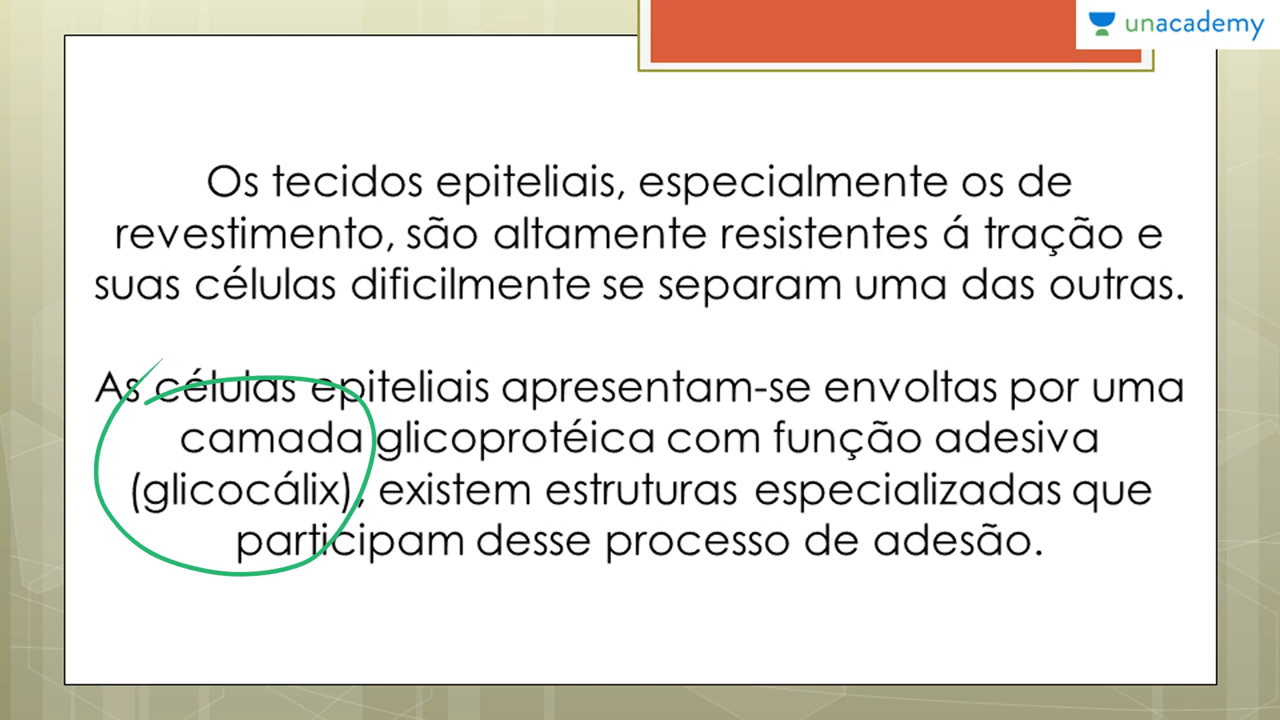 unacademy
Os tecidos epiteliais, especialmente os de
revestimento, são altamente resistentes á tração e
suas células dificilmente se separam uma das outras.
As células epiteliais apresentam-se envoltas por uma
camada glicoprotéica com função adesiva
(glicocálix), existem estruturas especializadas que
participam desse processo de adesão.